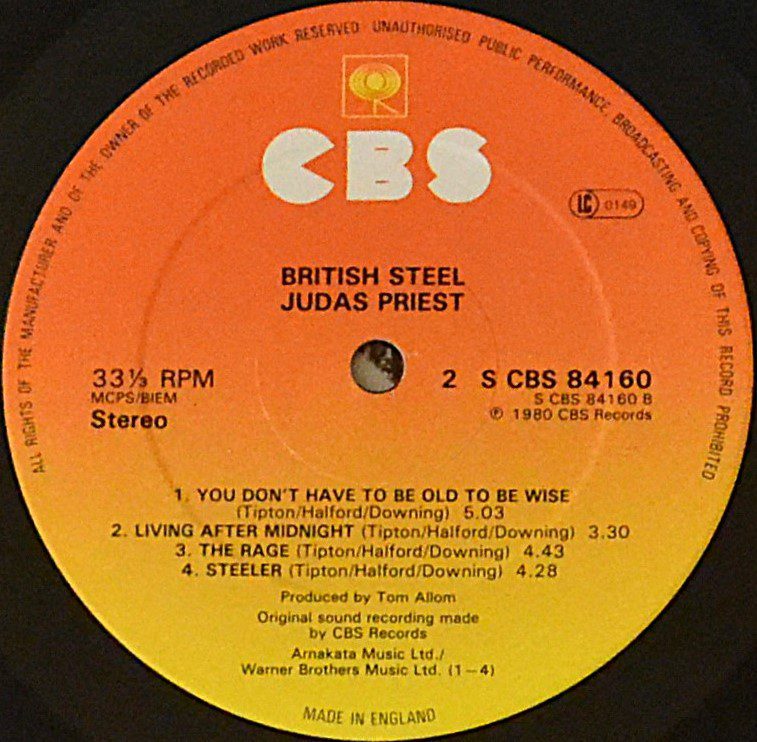 ALL RIGHTS OF THE MANUFACTURER AND OF THE OWNER OF THE RECORDED WORK RESERVED UNAUTHORISED PUBLIC PERFORMANCE, BROADCASTING AND COPYING OF THIS RECORD PROHIBITED
CBS
LC 0149
BRITISH STEEL
JUDAS PRIEST
33⅓ RPM
MCPS/BIEM
Stereo
2 S CBS 84160
S CBS 84160 B
℗ 1980 CBS Records
1. YOU DON'T HAVE TO BE OLD TO BE WISE
(Tipton/Halford/Downing) 5.03
2. LIVING AFTER MIDNIGHT (Tipton/Halford/Downing) 3.30
3. THE RAGE (Tipton/Halford/Downing) 4.43
4. STEELER (Tipton/Halford/Downing) 4.28
Produced by Tom Allom
Original sound recording made
by CBS Records
Arnakata Music Ltd./
Warner Brothers Music Ltd. (1–4)
MADE IN ENGLAND